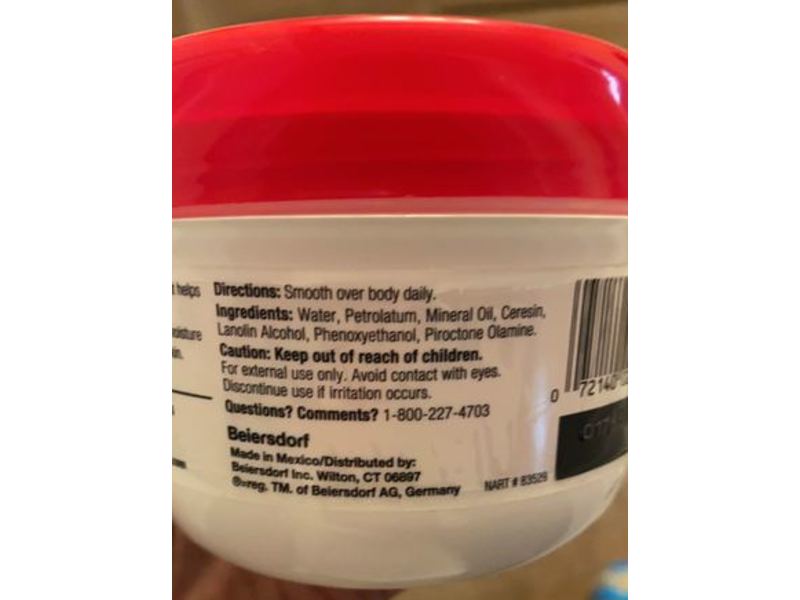 helps
Directions: Smooth over body daily.
Ingredients: Water, Petrolatum, Mineral Oil, Ceresin,
Lanolin Alcohol, Phenoxyethanol, Piroctone Olamine.
Caution: Keep out of reach of children.
For external use only. Avoid contact with eyes.
Discontinue use if irritation occurs.
Questions? Comments? 1-800-227-4703
Beiersdorf
Made in Mexico/Distributed by:
Beiersdorf Inc. Wilton, CT 06897
®=reg. TM. of Beiersdorf AG, Germany
NART # 83529
0 72140